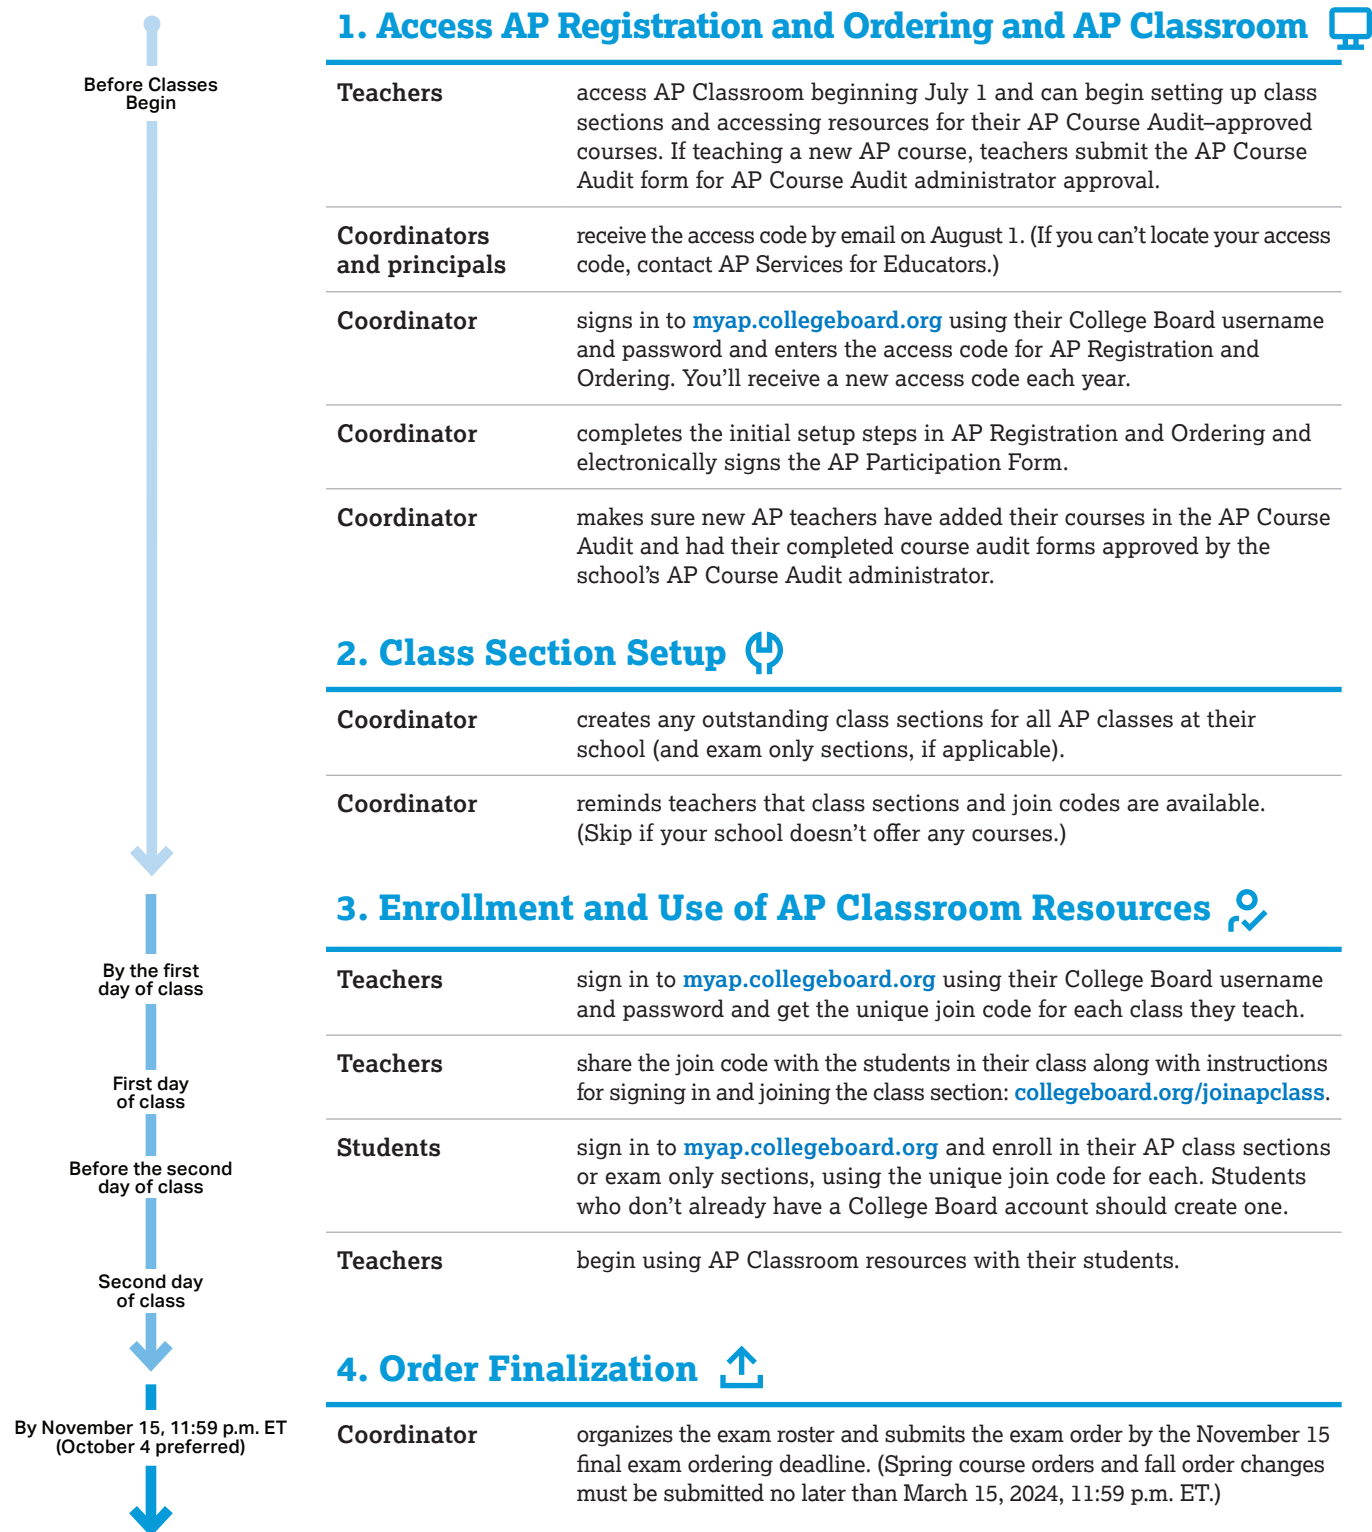 1. Access AP Registration and Ordering and AP Classroom
Before Classes
Begin
Teachers
access AP Classroom beginning July 1 and can begin setting up class
sections and accessing resources for their AP Course Audit–approved
courses. If teaching a new AP course, teachers submit the AP Course
Audit form for AP Course Audit administrator approval.
Coordinators
and principals
receive the access code by email on August 1. (If you can't locate your access
code, contact AP Services for Educators.)
Coordinator
signs in to myap.collegeboard.org using their College Board username
and password and enters the access code for AP Registration and
Ordering. You'll receive a new access code each year.
Coordinator
completes the initial setup steps in AP Registration and Ordering and
electronically signs the AP Participation Form.
Coordinator
makes sure new AP teachers have added their courses in the AP Course
Audit and had their completed course audit forms approved by the
school's AP Course Audit administrator.
2. Class Section Setup
Coordinator
creates any outstanding class sections for all AP classes at their
school (and exam only sections, if applicable).
Coordinator
reminds teachers that class sections and join codes are available.
(Skip if your school doesn't offer any courses.)
3. Enrollment and Use of AP Classroom Resources
By the first
day of class
Teachers
sign in to myap.collegeboard.org using their College Board username
and password and get the unique join code for each class they teach.
First day
of class
Teachers
share the join code with the students in their class along with instructions
for signing in and joining the class section: collegeboard.org/joinapclass.
Before the second
day of class
Students
sign in to myap.collegeboard.org and enroll in their AP class sections
or exam only sections, using the unique join code for each. Students
who don't already have a College Board account should create one.
Second day
of class
Teachers
begin using AP Classroom resources with their students.
4. Order Finalization
By November 15, 11:59 p.m. ET
(October 4 preferred)
Coordinator
organizes the exam roster and submits the exam order by the November 15
final exam ordering deadline. (Spring course orders and fall order changes
must be submitted no later than March 15, 2024, 11:59 p.m. ET.)